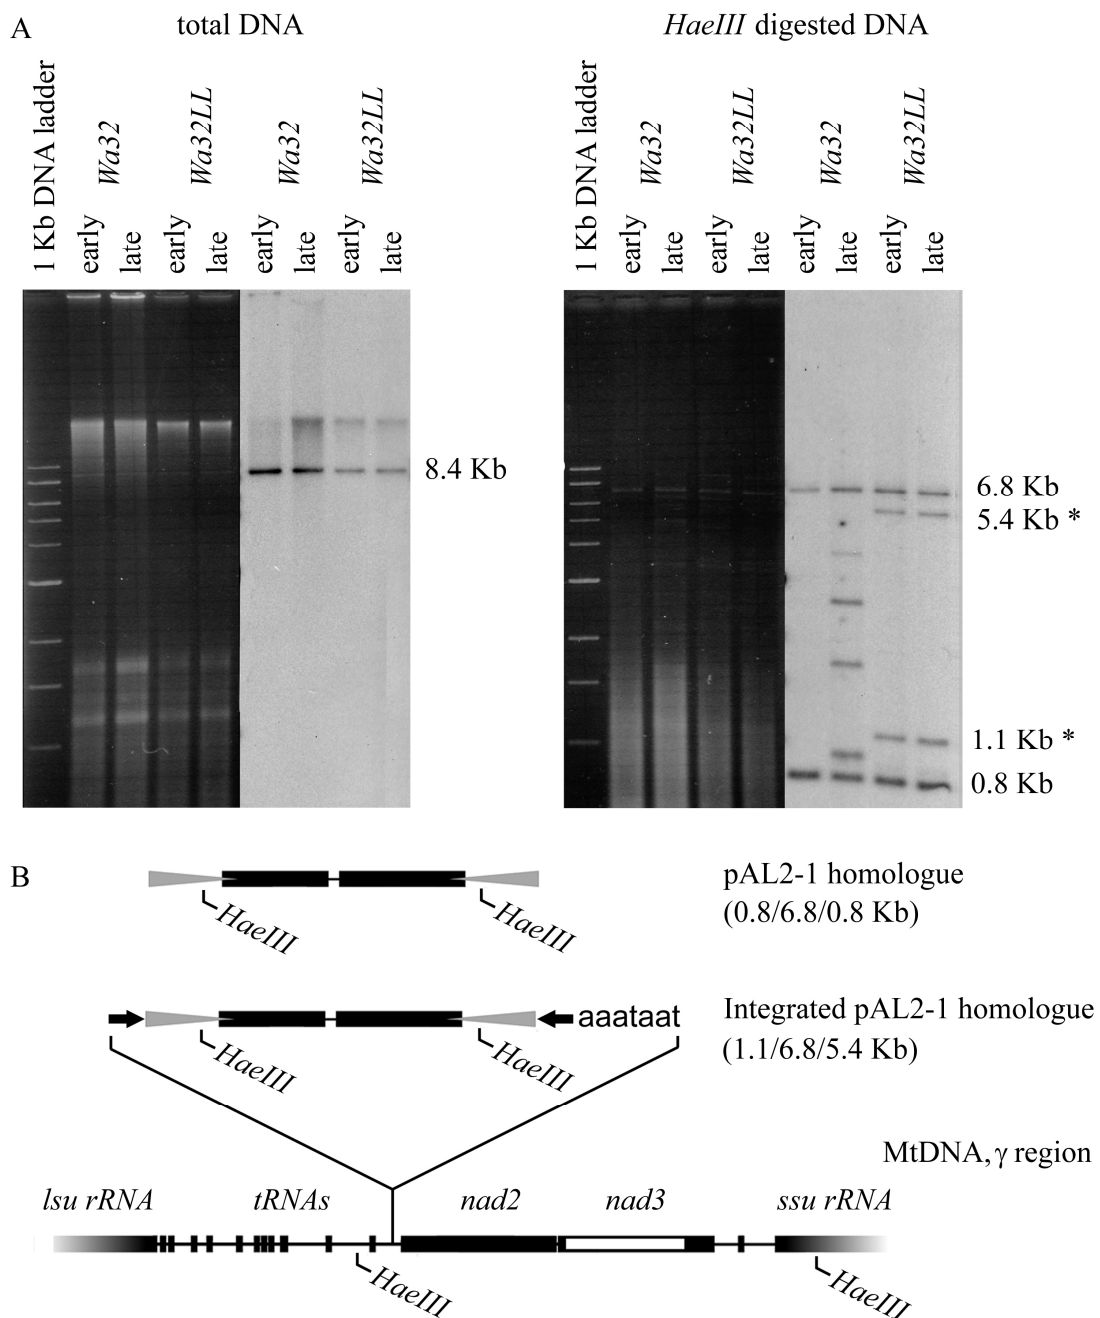 A
total DNA
HaeIII digested DNA
1 Kb DNA ladder
Wa32
Wa32LL
Wa32
Wa32LL
early
late
early
late
early
late
early
late
1 Kb DNA ladder
Wa32
Wa32LL
Wa32
Wa32LL
early
late
early
late
early
late
early
late
8.4 Kb
6.8 Kb
5.4 Kb *
1.1 Kb *
0.8 Kb
B
pAL2-1 homologue
(0.8/6.8/0.8 Kb)
HaeIII
HaeIII
aaataat
Integrated pAL2-1 homologue
(1.1/6.8/5.4 Kb)
HaeIII
HaeIII
MtDNA, γ region
lsu rRNA
tRNAs
nad2
nad3
ssu rRNA
HaeIII
HaeIII